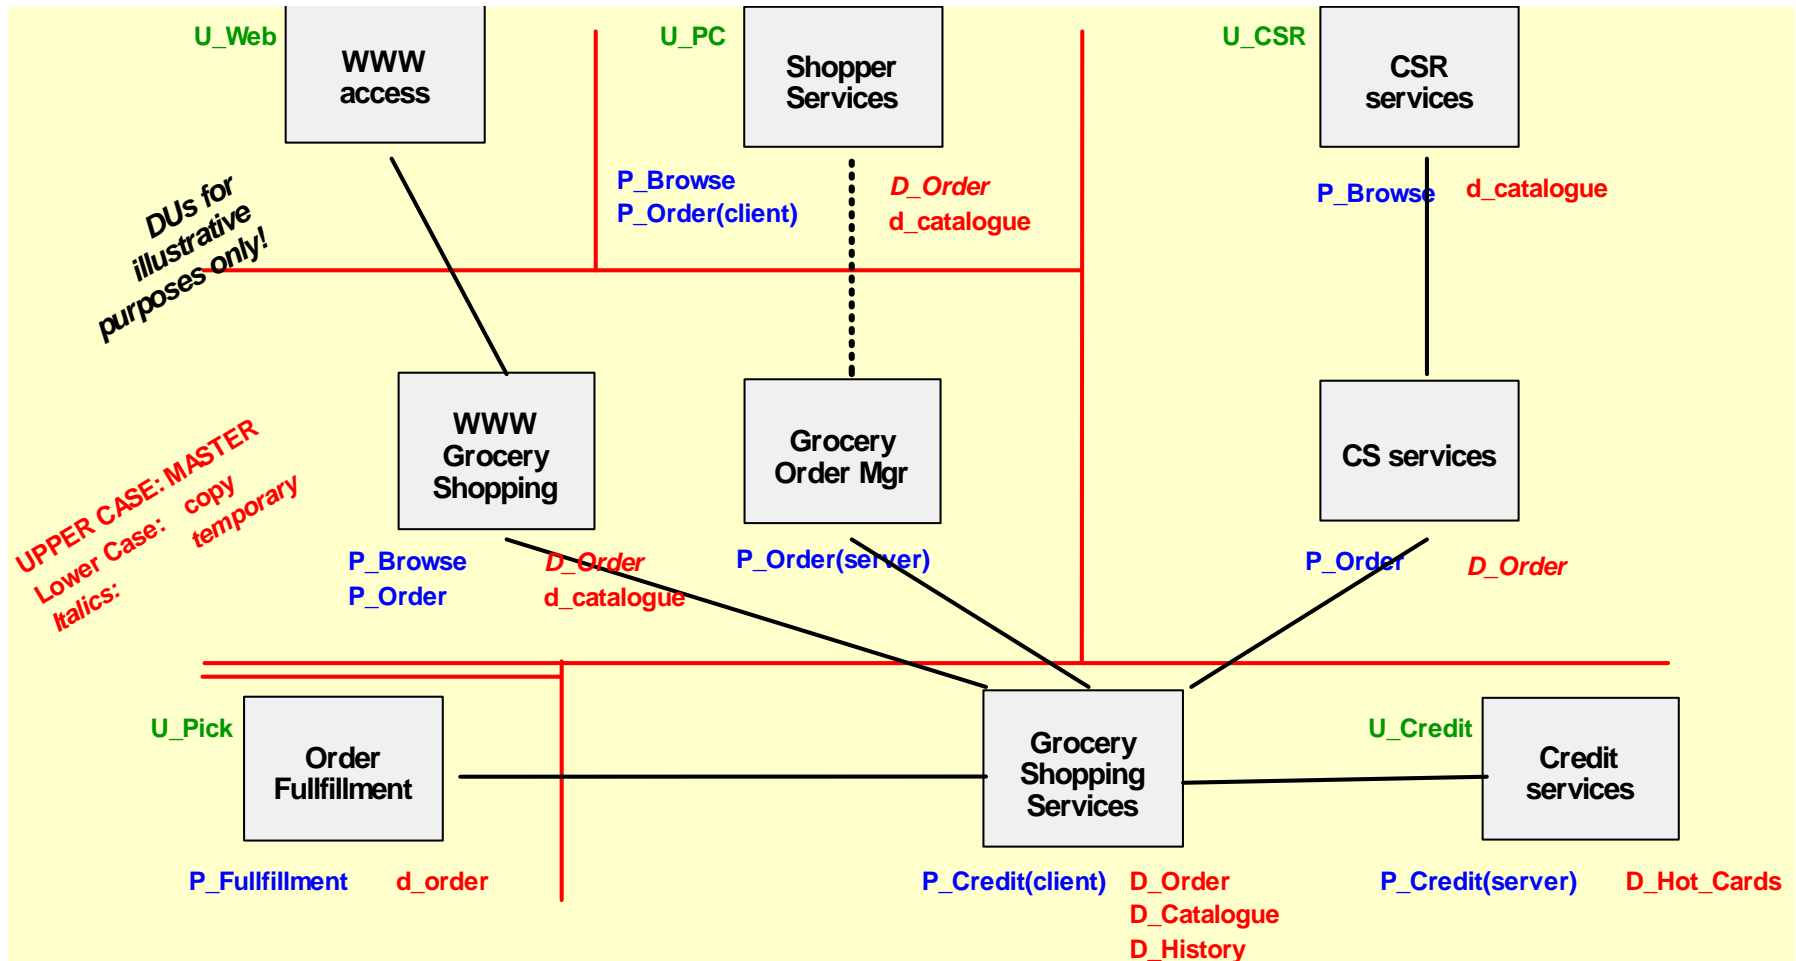 U_Web
WWW
access
U_PC
Shopper
Services
U_CSR
CSR
services
DUs for
illustrative
purposes only!
P_Browse
P_Order(client)
D_Order
d_catalogue
P_Browse
d_catalogue
UPPER CASE: MASTER
Lower Case: copy
Italics: temporary
WWW
Grocery
Shopping
Grocery
Order Mgr
CS services
P_Browse
P_Order
D_Order
d_catalogue
P_Order(server)
P_Order
D_Order
U_Pick
Order
Fullfillment
Grocery
Shopping
Services
U_Credit
Credit
services
P_Fullfillment
d_order
P_Credit(client)
D_Order
D_Catalogue
D_History
P_Credit(server)
D_Hot_Cards